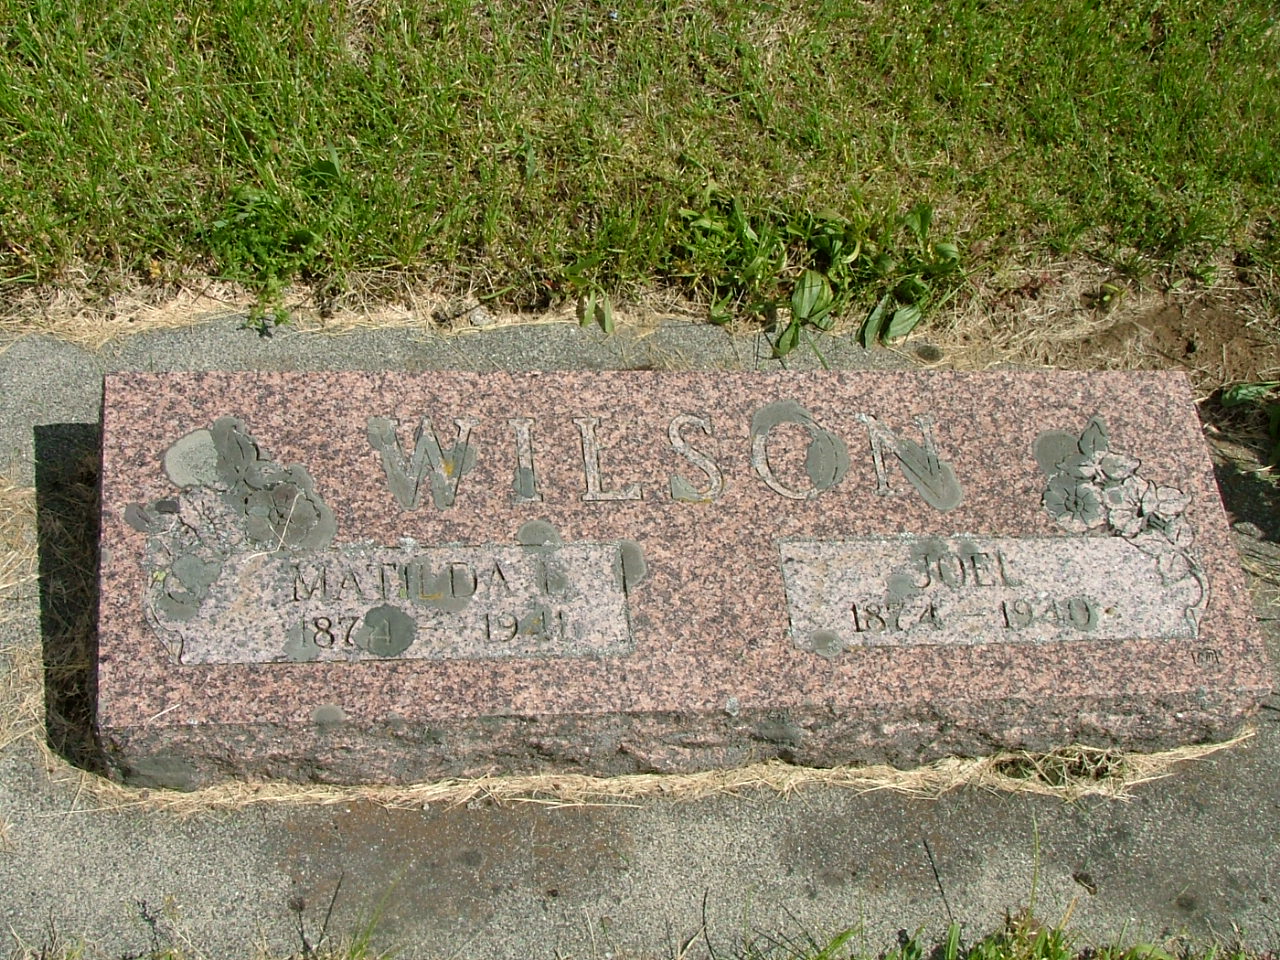 WILSON
MATILDA I.
1874 - 1941
JOEL
1874 - 1940